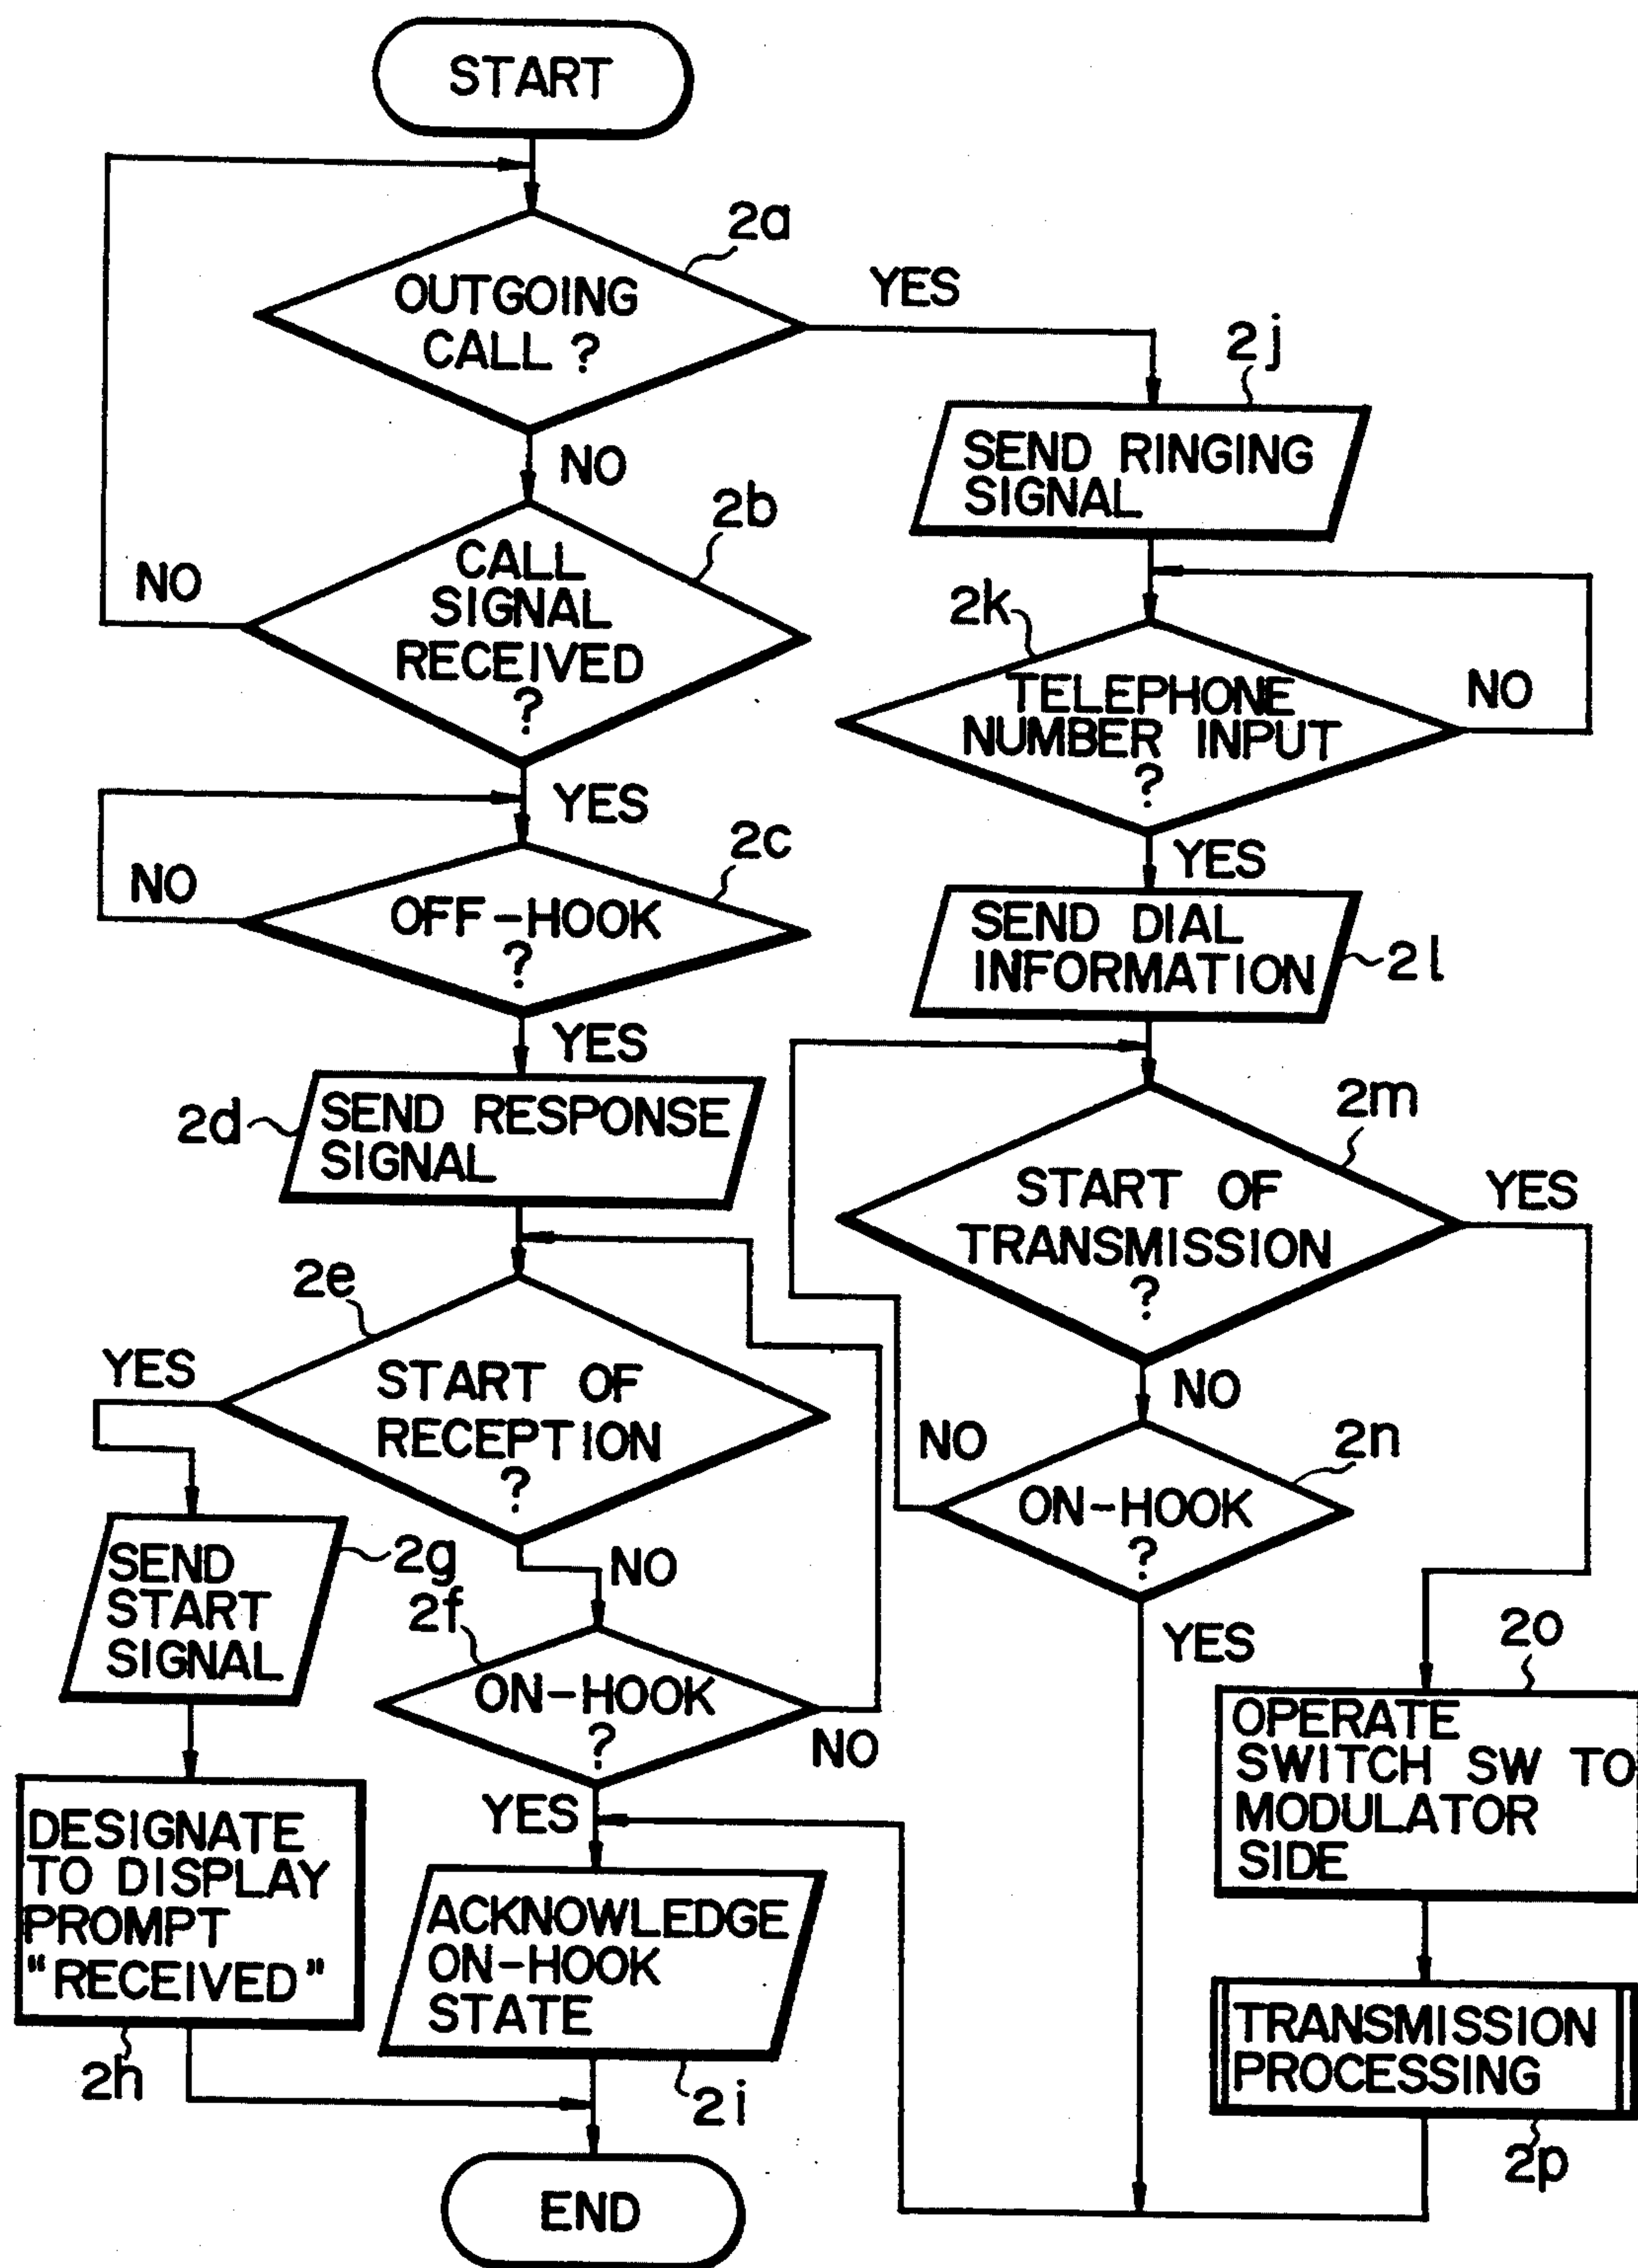 START
2a
OUTGOING
CALL ?
YES
2j
NO
SEND RINGING
SIGNAL
2b
CALL
SIGNAL
RECEIVED
?
NO
2k
TELEPHONE
NUMBER INPUT
?
NO
YES
2c
NO
OFF-HOOK
?
YES
SEND DIAL
INFORMATION
2l
YES
2d
SEND RESPONSE
SIGNAL
2m
START OF
TRANSMISSION
?
YES
2e
YES
START OF
RECEPTION
?
NO
NO
2n
ON-HOOK
?
SEND
START
SIGNAL
2g
NO
2f
ON-HOOK
?
NO
YES
YES
2o
OPERATE
SWITCH SW TO
MODULATOR
SIDE
DESIGNATE
TO DISPLAY
PROMPT
"RECEIVED"
2h
ACKNOWLEDGE
ON-HOOK
STATE
2i
TRANSMISSION
PROCESSING
2p
END